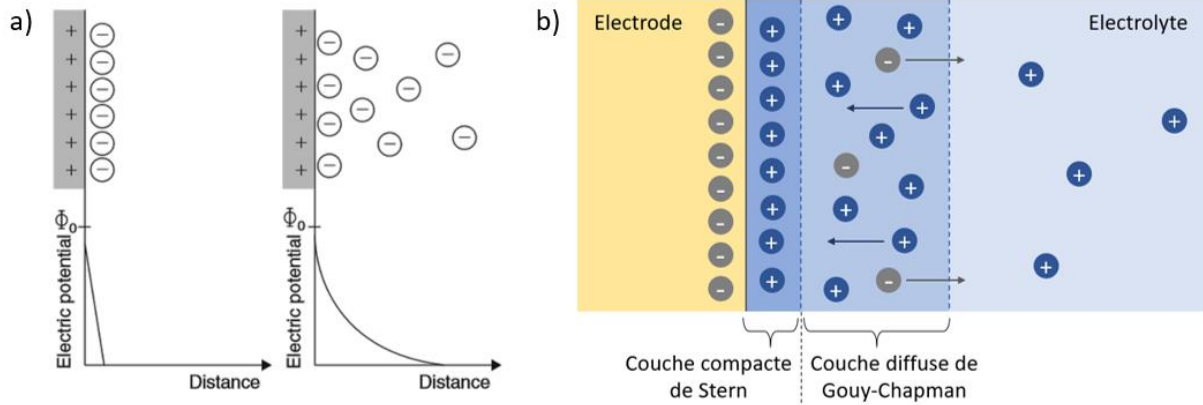 a)
Φ0
Electric potential
Distance
Φ0
Electric potential
Distance
b)
Electrode
Electrolyte
Couche compacte
de Stern
Couche diffuse de
Gouy-Chapman